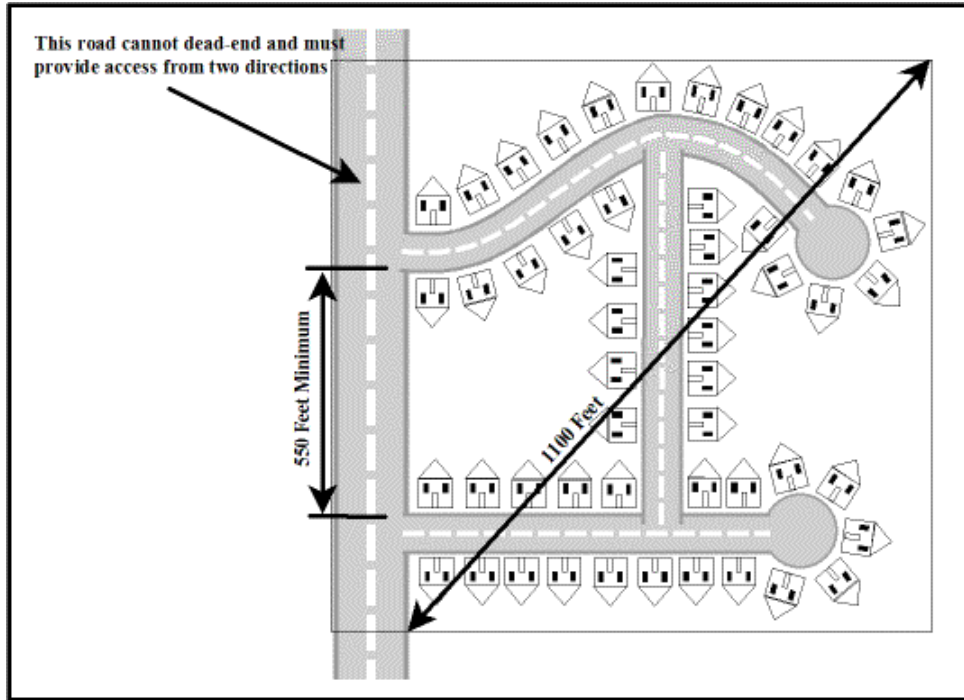 This road cannot dead-end and must
provide access from two directions
550 Feet Minimum
1100 Feet